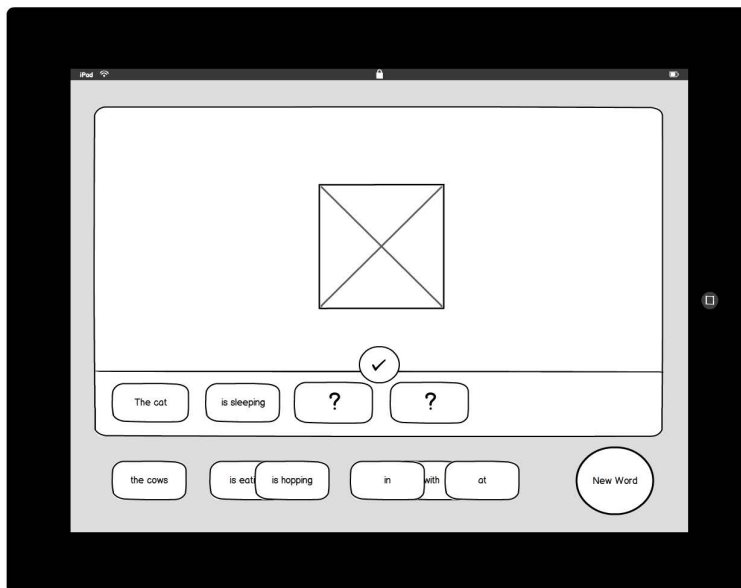 iPad
The cat is sleeping ? ?
the cows is eati is hopping in with at
New Word